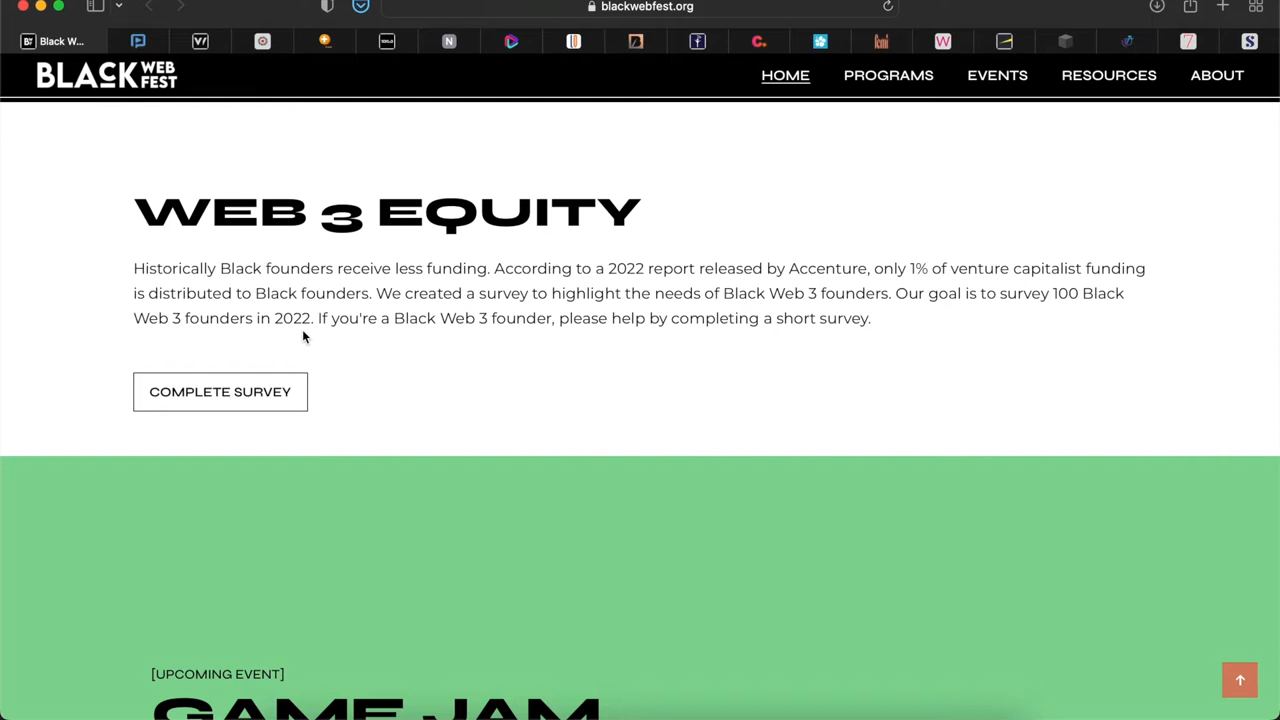 blackwebfest.org
Black W...
BLACK WEB FEST
HOME PROGRAMS EVENTS RESOURCES ABOUT
WEB 3 EQUITY
Historically Black founders receive less funding. According to a 2022 report released by Accenture, only 1% of venture capitalist funding
is distributed to Black founders. We created a survey to highlight the needs of Black Web 3 founders. Our goal is to survey 100 Black
Web 3 founders in 2022. If you're a Black Web 3 founder, please help by completing a short survey.
COMPLETE SURVEY
[UPCOMING EVENT]
GAME JAM